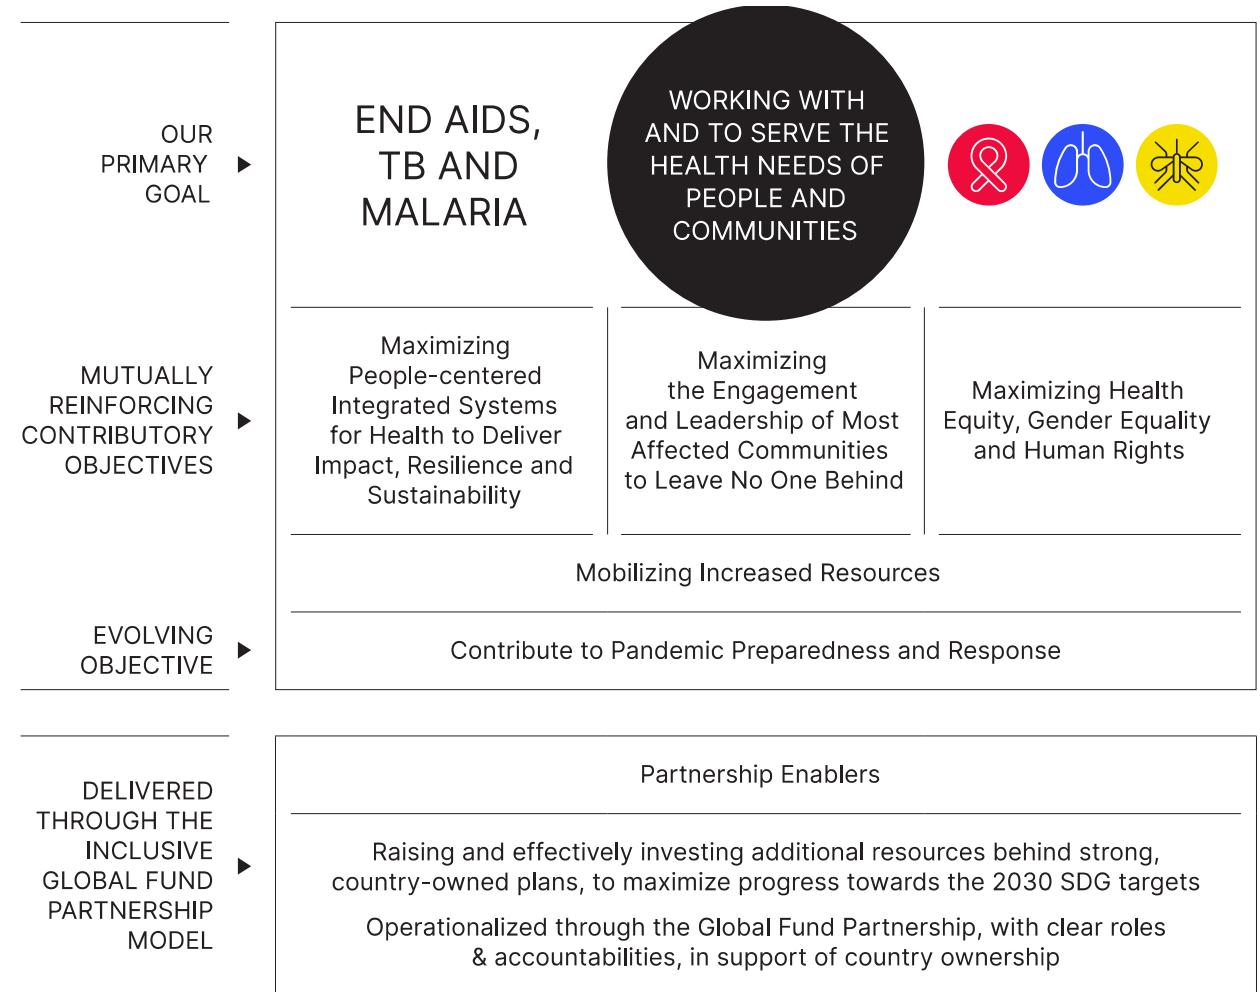 OUR
PRIMARY
GOAL
END AIDS,
TB AND
MALARIA
WORKING WITH
AND TO SERVE THE
HEALTH NEEDS OF
PEOPLE AND
COMMUNITIES
MUTUALLY
REINFORCING
CONTRIBUTORY
OBJECTIVES
Maximizing
People-centered
Integrated Systems
for Health to Deliver
Impact, Resilience and
Sustainability
Maximizing
the Engagement
and Leadership of Most
Affected Communities
to Leave No One Behind
Maximizing Health
Equity, Gender Equality
and Human Rights
Mobilizing Increased Resources
EVOLVING
OBJECTIVE
Contribute to Pandemic Preparedness and Response
DELIVERED
THROUGH THE
INCLUSIVE
GLOBAL FUND
PARTNERSHIP
MODEL
Partnership Enablers
Raising and effectively investing additional resources behind strong,
country-owned plans, to maximize progress towards the 2030 SDG targets
Operationalized through the Global Fund Partnership, with clear roles
& accountabilities, in support of country ownership